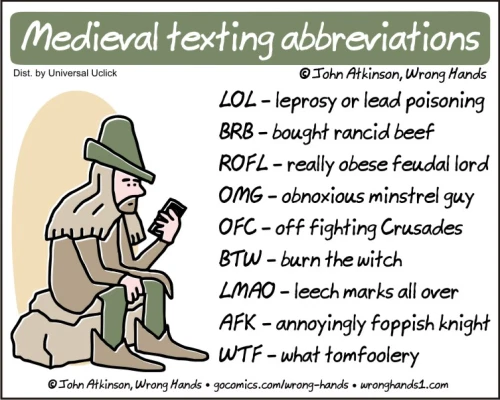 Medieval texting abbreviations
Dist. by Universal Uclick
© John Atkinson, Wrong Hands
LOL – leprosy or lead poisoning
BRB – bought rancid beef
ROFL – really obese feudal lord
OMG – obnoxious minstrel guy
OFC – off fighting Crusades
BTW – burn the witch
LMAO – leech marks all over
AFK – annoyingly foppish knight
WTF – what tomfoolery
© John Atkinson, Wrong Hands • gocomics.com/wrong-hands • wronghands1.com